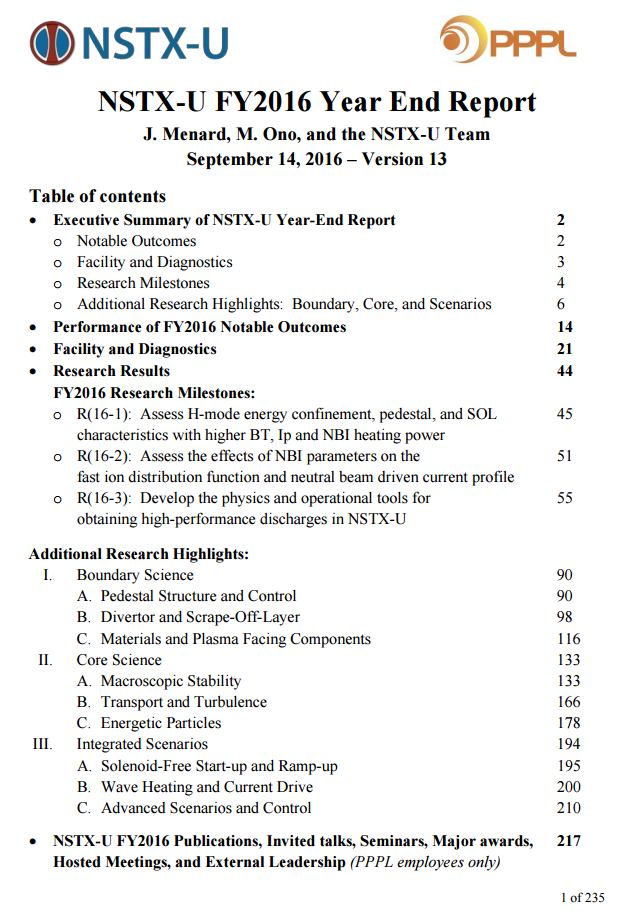 NSTX-U PPPL
NSTX-U FY2016 Year End Report
J. Menard, M. Ono, and the NSTX-U Team
September 14, 2016 – Version 13
Table of contents
• Executive Summary of NSTX-U Year-End Report 2
o Notable Outcomes 2
o Facility and Diagnostics 3
o Research Milestones 4
o Additional Research Highlights: Boundary, Core, and Scenarios 6
• Performance of FY2016 Notable Outcomes 14
• Facility and Diagnostics 21
• Research Results 44
FY2016 Research Milestones:
o R(16-1): Assess H-mode energy confinement, pedestal, and SOL 45
characteristics with higher BT, Ip and NBI heating power
o R(16-2): Assess the effects of NBI parameters on the 51
fast ion distribution function and neutral beam driven current profile
o R(16-3): Develop the physics and operational tools for 55
obtaining high-performance discharges in NSTX-U
Additional Research Highlights:
I. Boundary Science 90
A. Pedestal Structure and Control 90
B. Divertor and Scrape-Off-Layer 98
C. Materials and Plasma Facing Components 116
II. Core Science 133
A. Macroscopic Stability 133
B. Transport and Turbulence 166
C. Energetic Particles 178
III. Integrated Scenarios 194
A. Solenoid-Free Start-up and Ramp-up 195
B. Wave Heating and Current Drive 200
C. Advanced Scenarios and Control 210
• NSTX-U FY2016 Publications, Invited talks, Seminars, Major awards, 217
Hosted Meetings, and External Leadership (PPPL employees only)
1 of 235